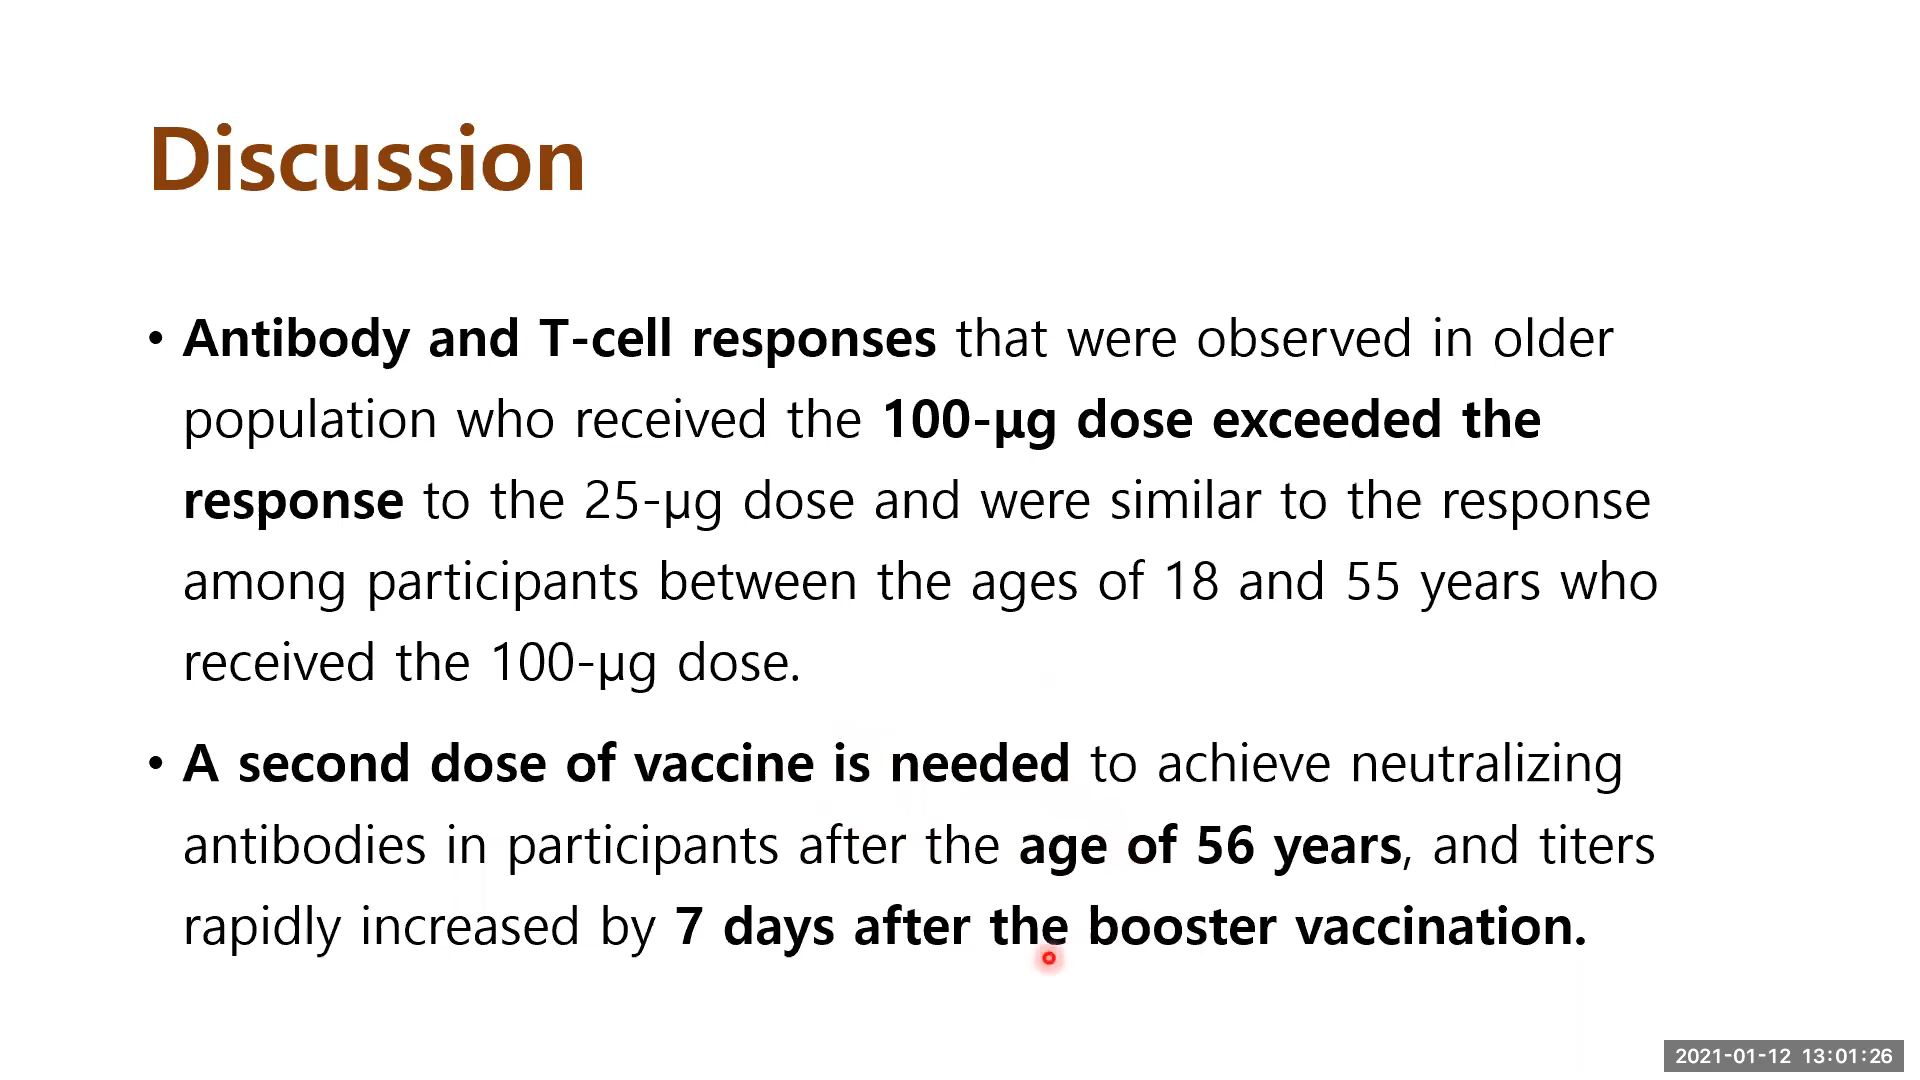 Discussion
• Antibody and T-cell responses that were observed in older
population who received the 100-μg dose exceeded the
response to the 25-μg dose and were similar to the response
among participants between the ages of 18 and 55 years who
received the 100-μg dose.
• A second dose of vaccine is needed to achieve neutralizing
antibodies in participants after the age of 56 years, and titers
rapidly increased by 7 days after the booster vaccination.
2021-01-12 13:01:26